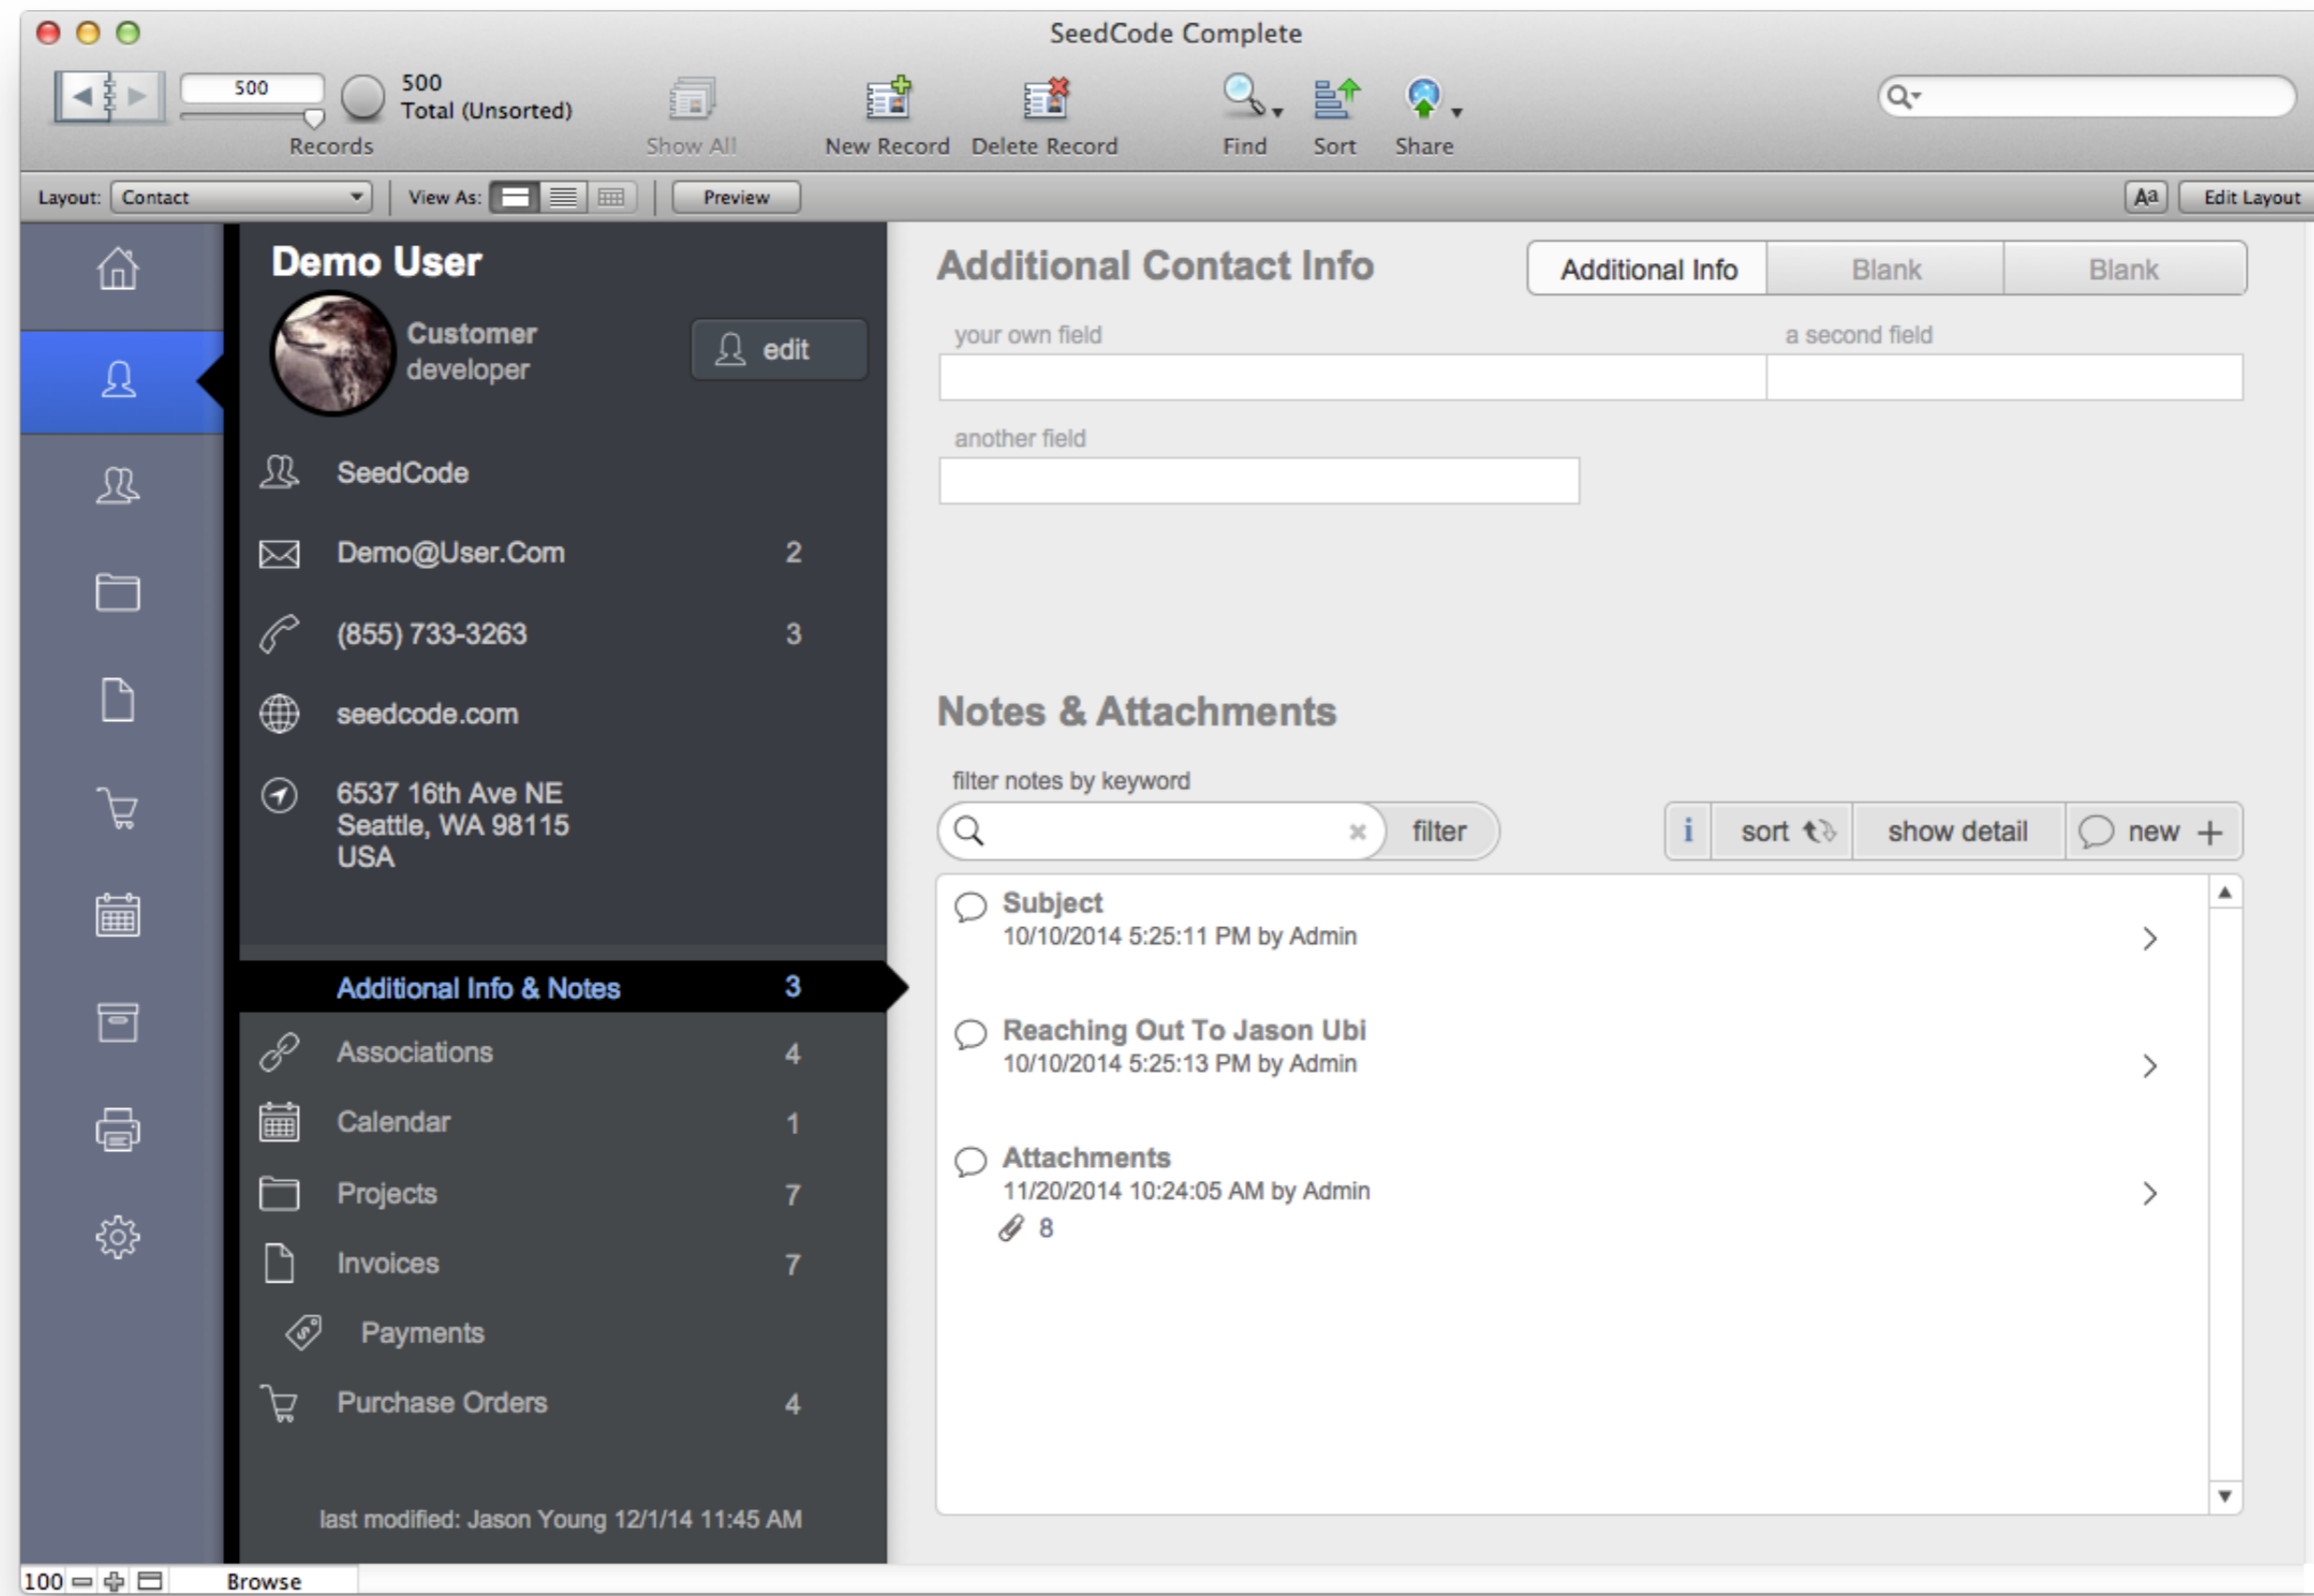 SeedCode Complete
500
500
Total (Unsorted)
Records
Show All
New Record
Delete Record
Find
Sort
Share
Layout: Contact
View As:
Preview
Aa
Edit Layout
Demo User
Customer
developer
edit
SeedCode
Demo@User.Com 2
(855) 733-3263 3
seedcode.com
6537 16th Ave NE
Seattle, WA 98115
USA
Additional Info & Notes 3
Associations 4
Calendar 1
Projects 7
Invoices 7
Payments
Purchase Orders 4
last modified: Jason Young 12/1/14 11:45 AM
Additional Contact Info
Additional Info
Blank
Blank
your own field
a second field
another field
Notes & Attachments
filter notes by keyword
filter
i
sort
show detail
new +
Subject
10/10/2014 5:25:11 PM by Admin
Reaching Out To Jason Ubi
10/10/2014 5:25:13 PM by Admin
Attachments
11/20/2014 10:24:05 AM by Admin
8
100
Browse